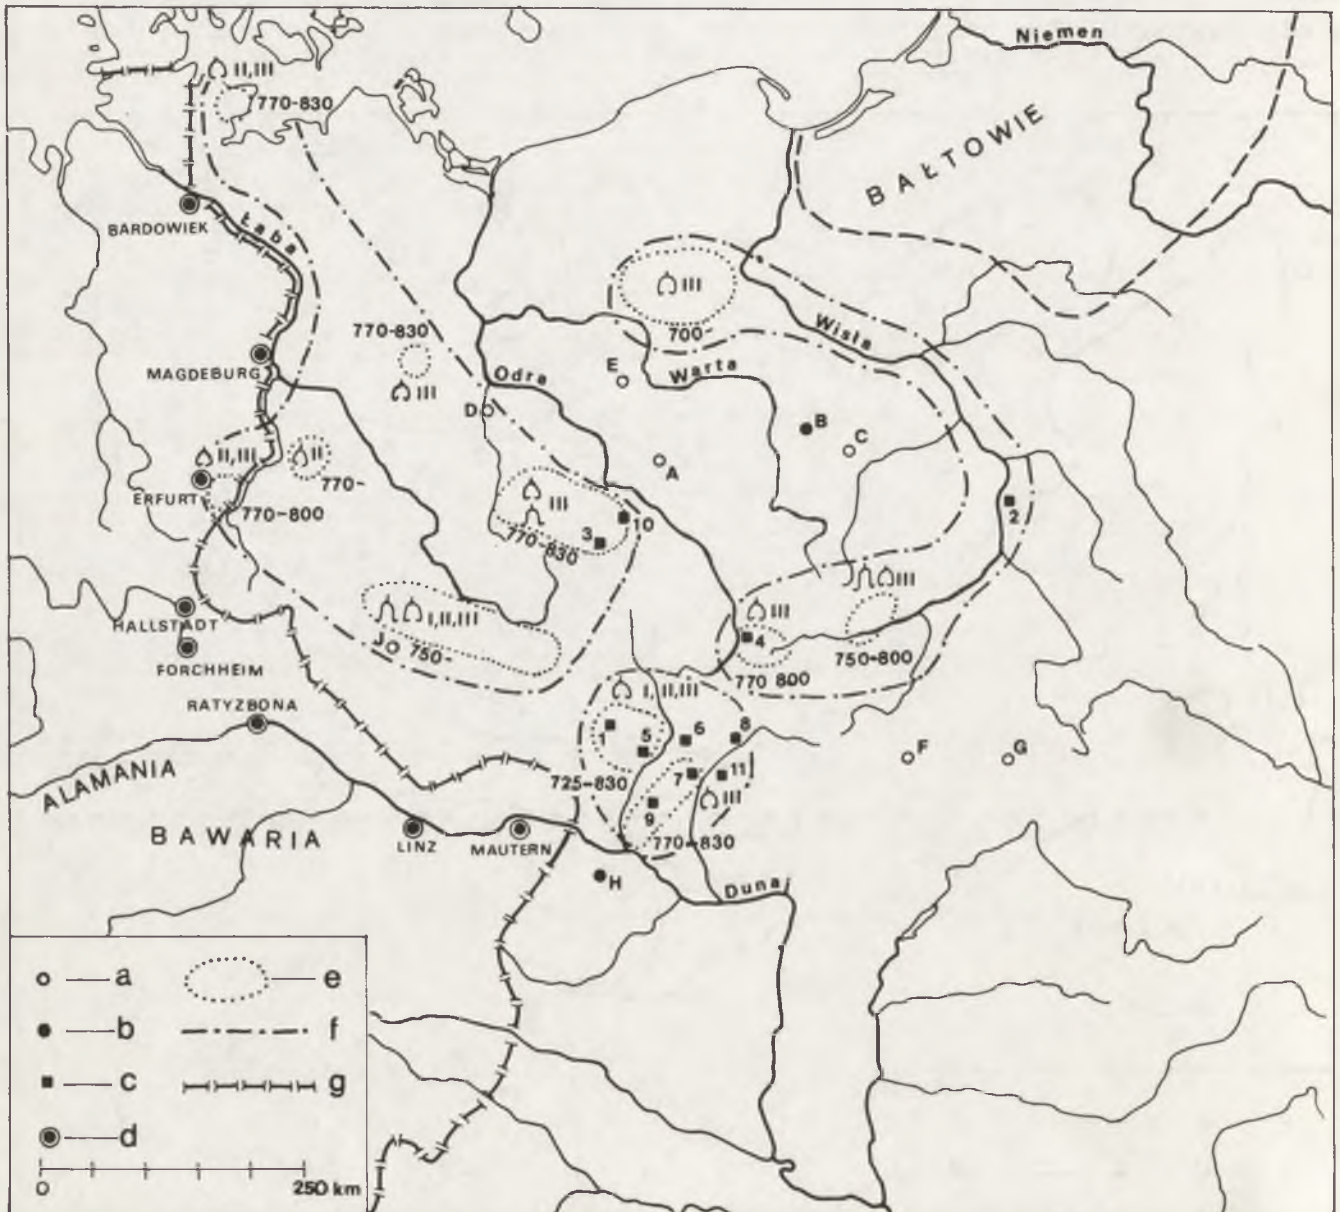 Niemen
II,III
770-830
BAŁTOWIE
BARDOWIEK
Łaba
III
700-
Wisła
770-830
III
MAGDEBURG
E
Warta
Odra
D
B
C
A
II,III
II
ERFURT
770-
770-800
III
10
3
770-830
2
III
III
I,II,III
HALLSTADT
750-
4
750-800
770 800
FORCHHEIM
I,II,III
RATYZBONA
1
5
6
8
F
G
7
11
725-830
III
ALAMANIA
9
BAWARIA
LINZ
MAUTERN
770-830
H
Dunaj
a
e
b
f
c
g
d
0
250 km